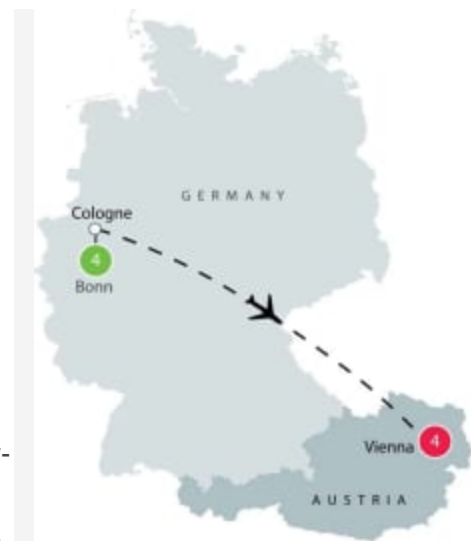 GERMANY
Cologne
4
Bonn
Vienna
4
AUSTRIA
-